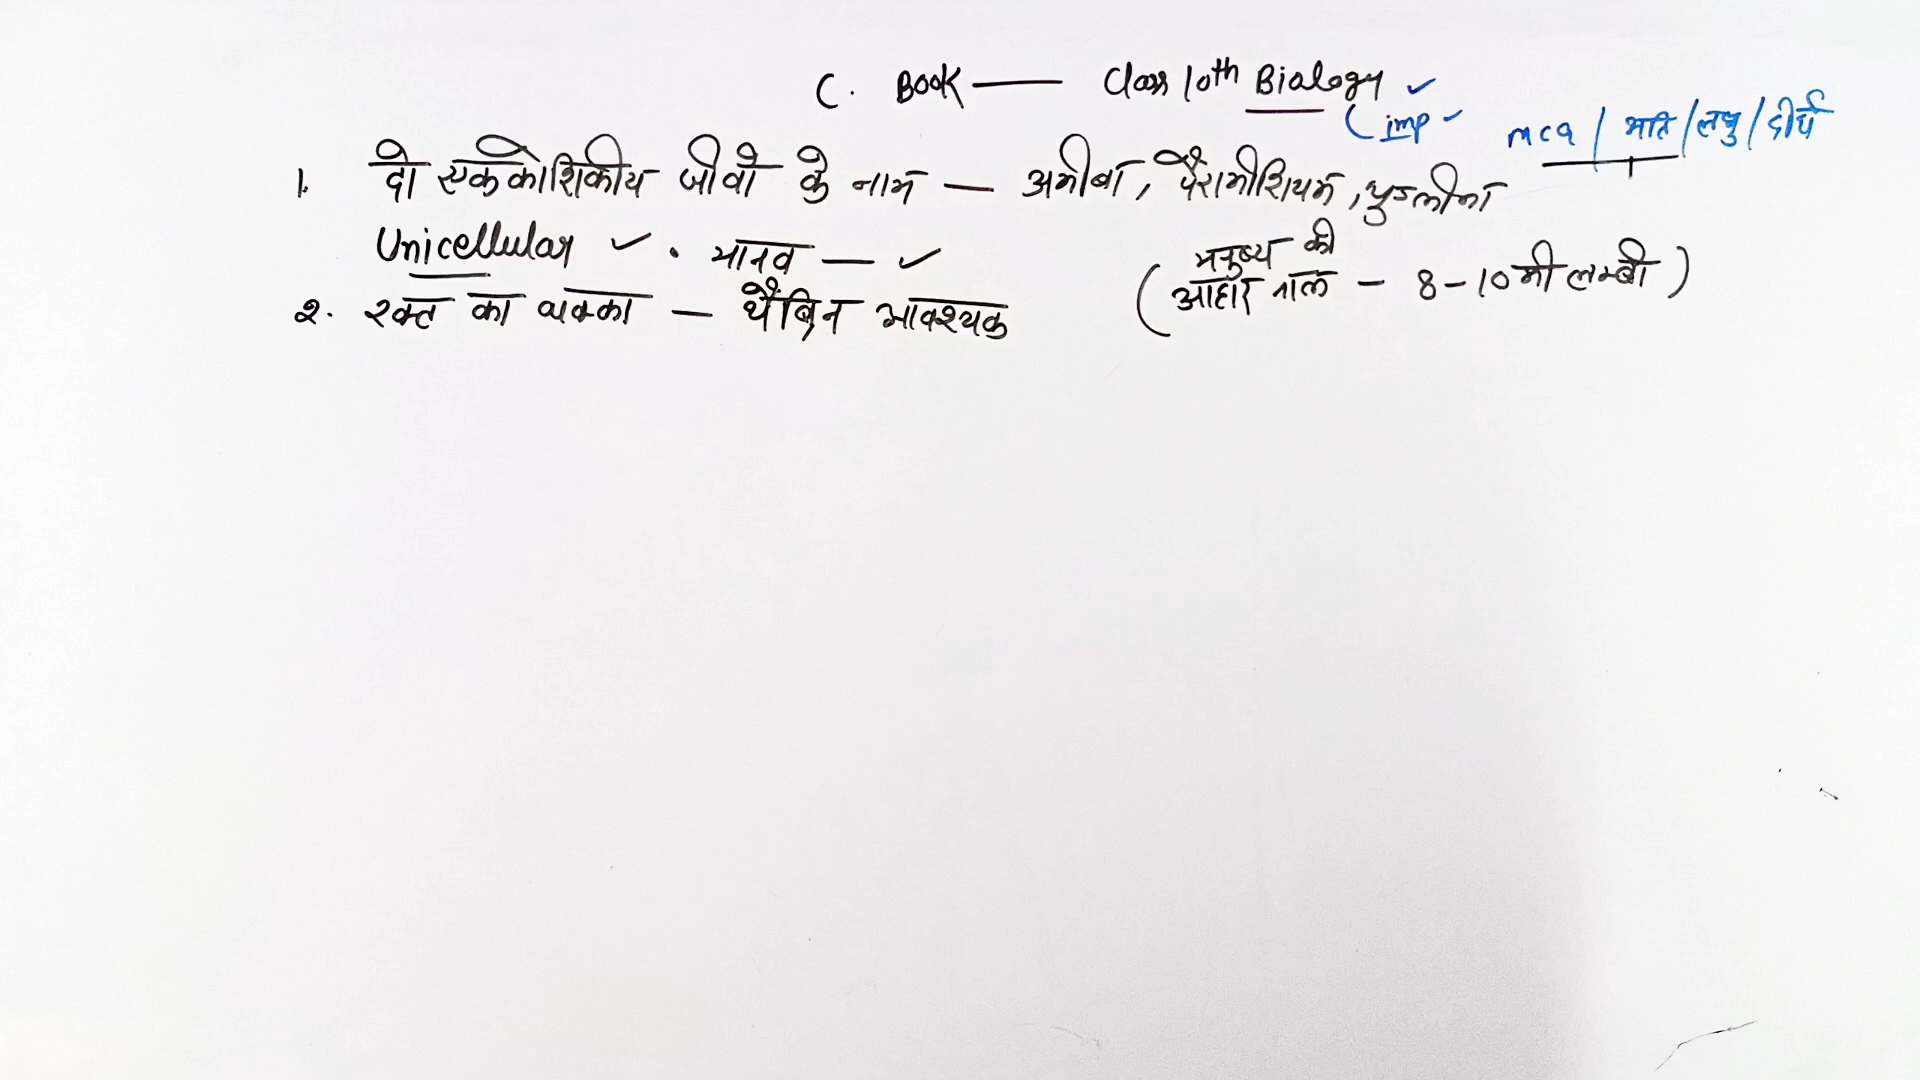 C. Book — Class 10th Biology ✓
(imp ✓ mcq / अति / लघु / दीर्घ
1. दो एककोशिकीय जीवों के नाम — अमीबा, पैरामीशियम, युग्लीना
Unicellular ✓ • मानव — ✓
(मनुष्य की
आहार नाल — 8-10 मी लम्बी)
२. रक्त का थक्का — थ्रोंबिन आवश्यक